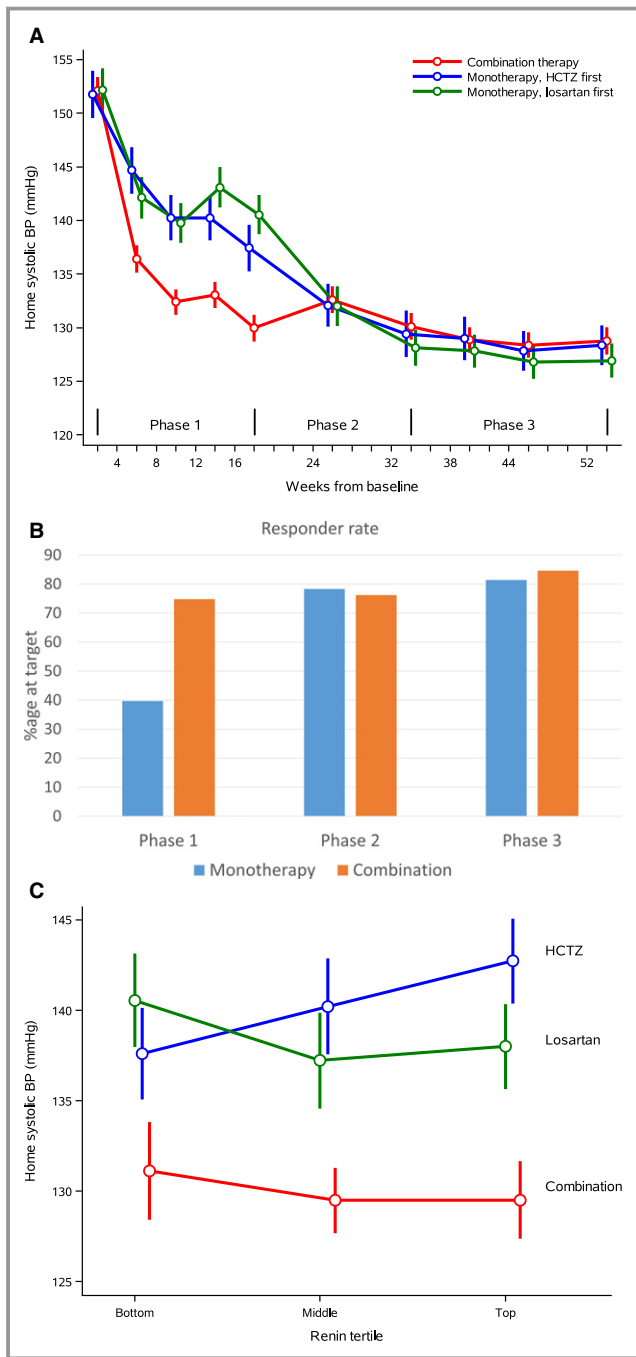 A
155
150
145
140
135
130
125
120
Home systolic BP (mmHg)
Combination therapy
Monotherapy, HCTZ first
Monotherapy, losartan first
Phase 1 Phase 2 Phase 3
4 8 12 16 26 32 40 44 52
Weeks from baseline
B
Responder rate
90
80
70
60
50
40
30
20
10
0
%age at target
Phase 1 Phase 2 Phase 3
Monotherapy Combination
C
145
140
135
130
125
Home systolic BP (mmHg)
HCTZ
Losartan
Combination
Bottom Middle Top
Renin tertile